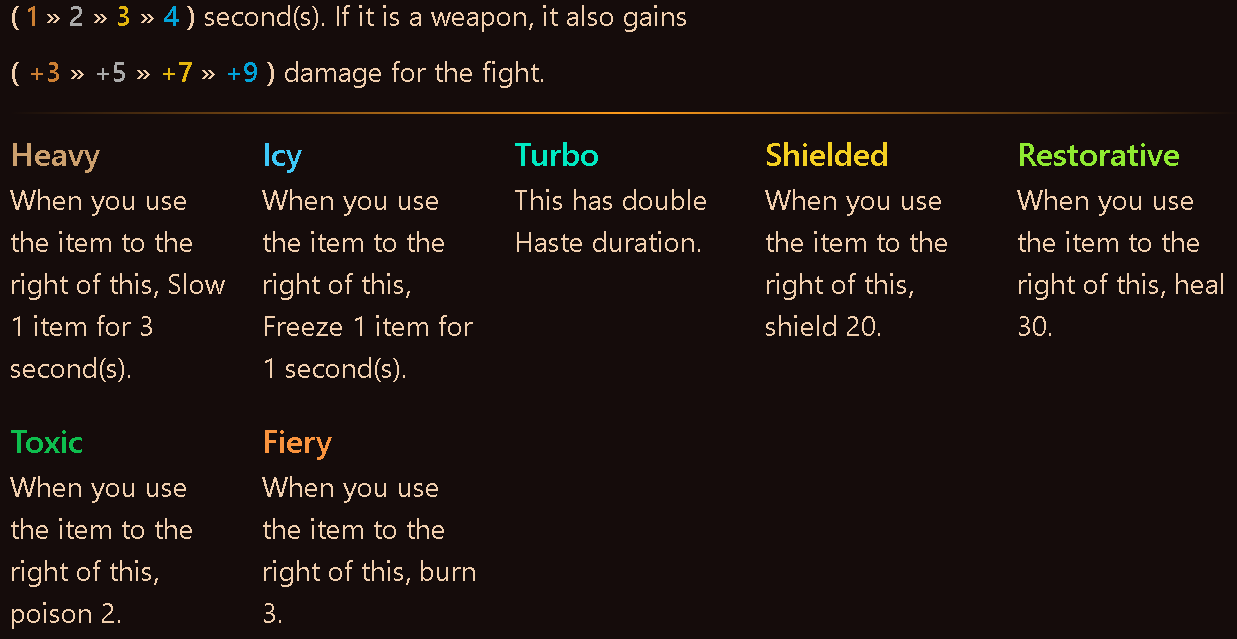 ( 1 » 2 » 3 » 4 ) second(s). If it is a weapon, it also gains
( +3 » +5 » +7 » +9 ) damage for the fight.
Heavy
When you use
the item to the
right of this, Slow
1 item for 3
second(s).
Icy
When you use
the item to the
right of this,
Freeze 1 item for
1 second(s).
Turbo
This has double
Haste duration.
Shielded
When you use
the item to the
right of this,
shield 20.
Restorative
When you use
the item to the
right of this, heal
30.
Toxic
When you use
the item to the
right of this,
poison 2.
Fiery
When you use
the item to the
right of this, burn
3.